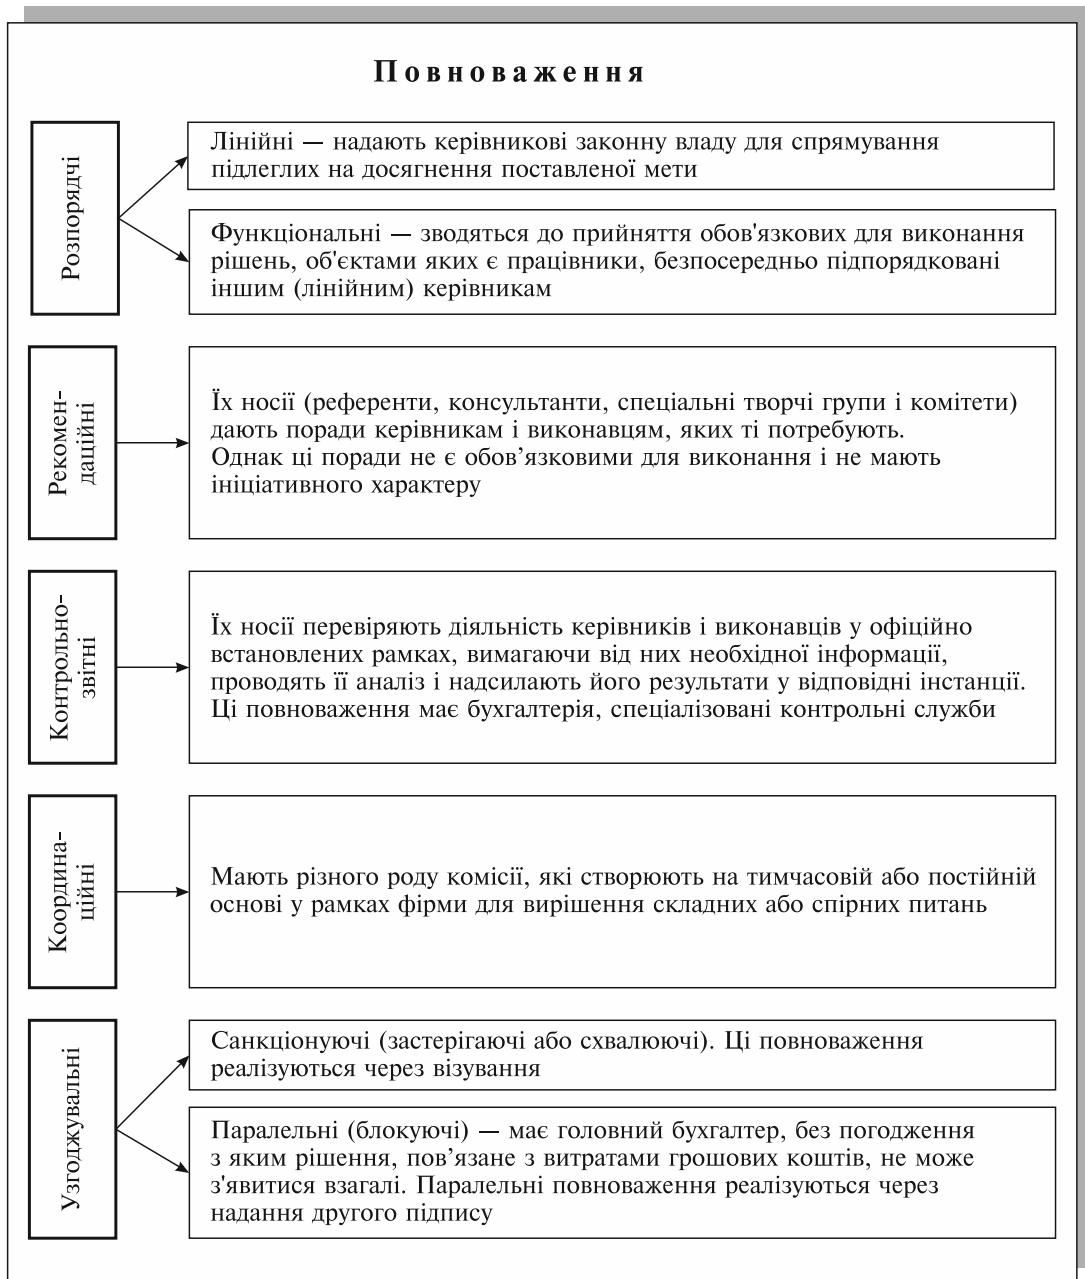 Повноваження
Розпорядчі
Лінійні — надають керівникові законну владу для спрямування
підлеглих на досягнення поставленої мети
Функціональні — зводяться до прийняття обов'язкових для виконання
рішень, об'єктами яких є працівники, безпосередньо підпорядковані
іншим (лінійним) керівникам
Рекомен-
даційні
Їх носії (референти, консультанти, спеціальні творчі групи і комітети)
дають поради керівникам і виконавцям, яких ті потребують.
Однак ці поради не є обов’язковими для виконання і не мають
ініціативного характеру
Контрольно-
звітні
Їх носії перевіряють діяльність керівників і виконавців у офіційно
встановлених рамках, вимагаючи від них необхідної інформації,
проводять її аналіз і надсилають його результати у відповідні інстанції.
Ці повноваження має бухгалтерія, спеціалізовані контрольні служби
Координа-
ційні
Мають різного роду комісії, які створюють на тимчасовій або постійній
основі у рамках фірми для вирішення складних або спірних питань
Узгоджувальні
Санкціонуючі (застерігаючі або схвалюючі). Ці повноваження
реалізуються через візування
Паралельні (блокуючі) — має головний бухгалтер, без погодження
з яким рішення, пов’язане з витратами грошових коштів, не може
з'явитися взагалі. Паралельні повноваження реалізуються через
надання другого підпису